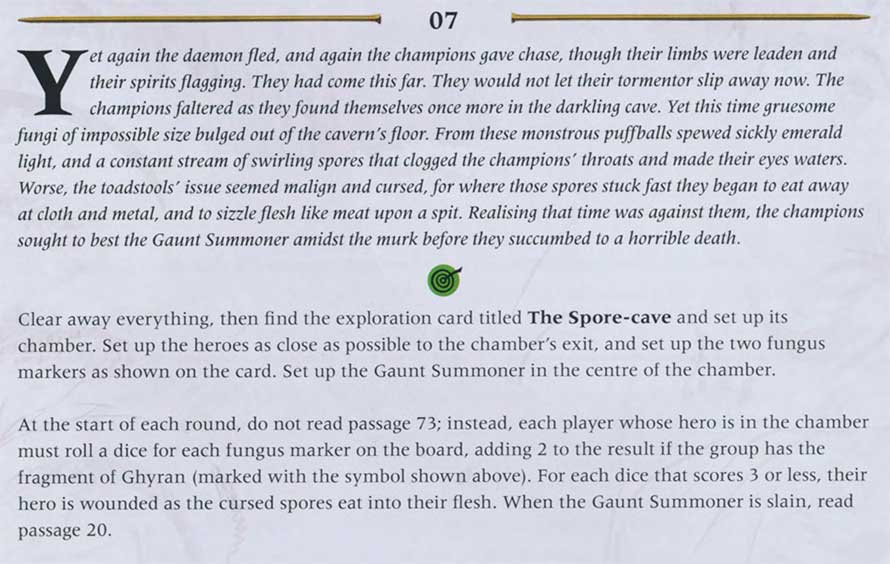 07
Yet again the daemon fled, and again the champions gave chase, though their limbs were leaden and
their spirits flagging. They had come this far. They would not let their tormentor slip away now. The
champions faltered as they found themselves once more in the darkling cave. Yet this time gruesome
fungi of impossible size bulged out of the cavern's floor. From these monstrous puffballs spewed sickly emerald
light, and a constant stream of swirling spores that clogged the champions' throats and made their eyes waters.
Worse, the toadstools' issue seemed malign and cursed, for where those spores stuck fast they began to eat away
at cloth and metal, and to sizzle flesh like meat upon a spit. Realising that time was against them, the champions
sought to best the Gaunt Summoner amidst the murk before they succumbed to a horrible death.
Clear away everything, then find the exploration card titled The Spore-cave and set up its
chamber. Set up the heroes as close as possible to the chamber's exit, and set up the two fungus
markers as shown on the card. Set up the Gaunt Summoner in the centre of the chamber.
At the start of each round, do not read passage 73; instead, each player whose hero is in the chamber
must roll a dice for each fungus marker on the board, adding 2 to the result if the group has the
fragment of Ghyran (marked with the symbol shown above). For each dice that scores 3 or less, their
hero is wounded as the cursed spores eat into their flesh. When the Gaunt Summoner is slain, read
passage 20.